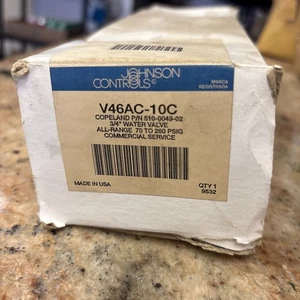 JOHNSON
CONTROLS
MARCA
REGISTRADA
V46AC-10C
COPELAND P/N 510-0049-02
3/4" WATER VALVE
ALL-RANGE 70 TO 260 PSIG
COMMERCIAL SERVICE
MADE IN USA
QTY 1
9532